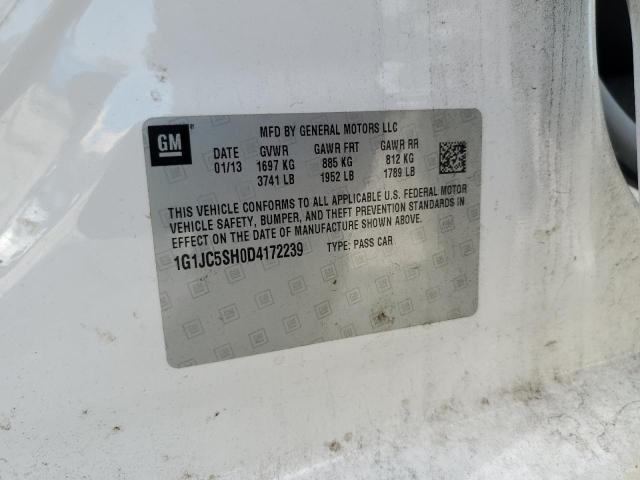 GM
MFD BY GENERAL MOTORS LLC
DATE GVWR GAWR FRT GAWR RR
01/13 1697 KG 885 KG 812 KG
3741 LB 1952 LB 1789 LB
THIS VEHICLE CONFORMS TO ALL APPLICABLE U.S. FEDERAL MOTOR
VEHICLE SAFETY, BUMPER, AND THEFT PREVENTION STANDARDS IN
EFFECT ON THE DATE OF MANUFACTURE SHOWN ABOVE.
1G1JC5SH0D4172239 TYPE: PASS CAR